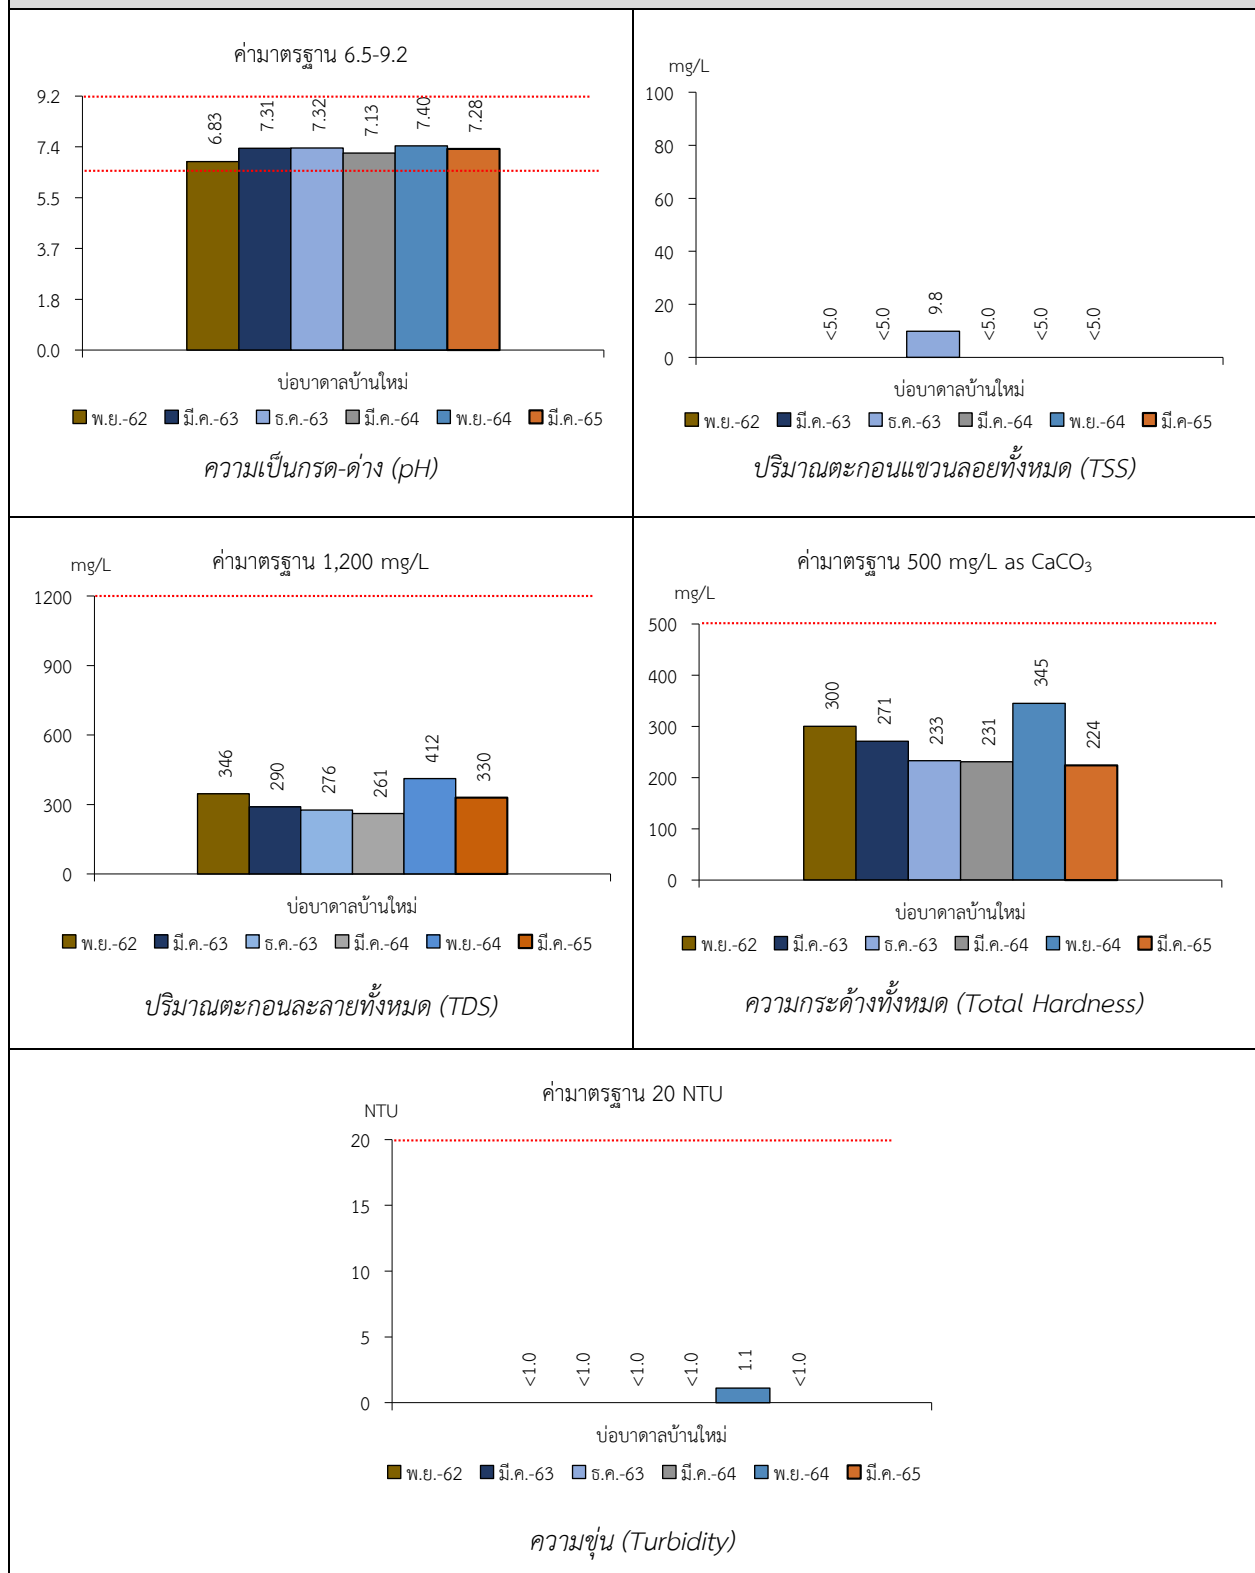 ค่ามาตรฐาน 6.5-9.2
9.2
7.4
5.5
3.7
1.8
0.0
6.83
7.31
7.32
7.13
7.40
7.28
บ่อบาดาลบ้านใหม่
พ.ย.-62 มี.ค.-63 ธ.ค.-63 มี.ค.-64 พ.ย.-64 มี.ค.-65
ความเป็นกรด-ด่าง (pH)
mg/L
100
80
60
40
20
0
<5.0
<5.0
9.8
<5.0
<5.0
<5.0
บ่อบาดาลบ้านใหม่
พ.ย.-62 มี.ค.-63 ธ.ค.-63 มี.ค.-64 พ.ย.-64 มี.ค-65
ปริมาณตะกอนแขวนลอยทั้งหมด (TSS)
mg/L
ค่ามาตรฐาน 1,200 mg/L
1200
900
600
300
0
346
290
276
261
412
330
บ่อบาดาลบ้านใหม่
พ.ย.-62 มี.ค.-63 ธ.ค.-63 มี.ค.-64 พ.ย.-64 มี.ค.-65
ปริมาณตะกอนละลายทั้งหมด (TDS)
ค่ามาตรฐาน 500 mg/L as CaCO₃
mg/L
500
400
300
200
100
0
300
271
233
231
345
224
บ่อบาดาลบ้านใหม่
พ.ย.-62 มี.ค.-63 ธ.ค.-63 มี.ค.-64 พ.ย.-64 มี.ค.-65
ความกระด้างทั้งหมด (Total Hardness)
ค่ามาตรฐาน 20 NTU
NTU
20
15
10
5
0
<1.0
<1.0
<1.0
<1.0
1.1
<1.0
บ่อบาดาลบ้านใหม่
พ.ย.-62 มี.ค.-63 ธ.ค.-63 มี.ค.-64 พ.ย.-64 มี.ค.-65
ความขุ่น (Turbidity)